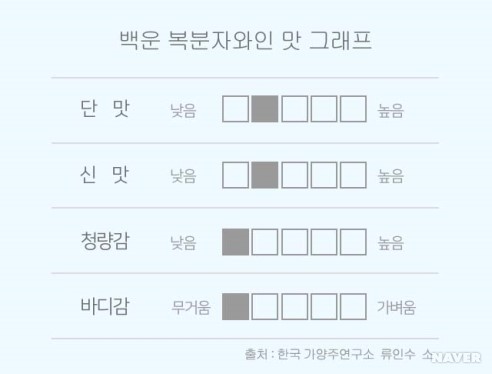 백운 복분자와인 맛 그래프
단 맛 낮음 높음
신 맛 낮음 높음
청량감 낮음 높음
바디감 무거움 가벼움
출처 : 한국 가양주연구소 류인수 소
NAVER